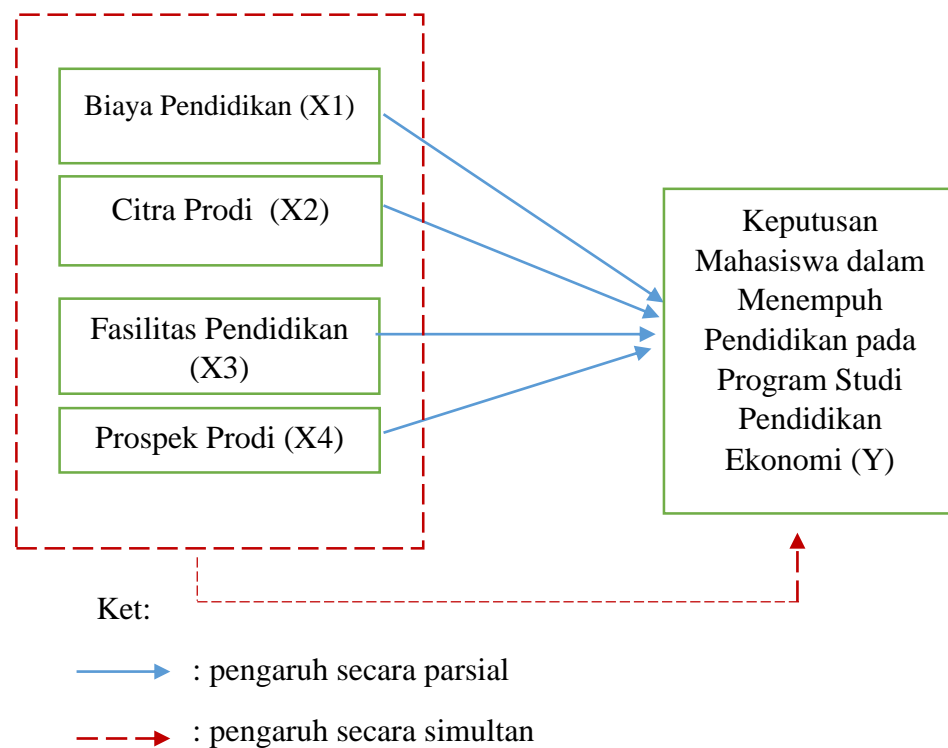 Biaya Pendidikan (X1)
Citra Prodi (X2)
Fasilitas Pendidikan
(X3)
Prospek Prodi (X4)
Keputusan
Mahasiswa dalam
Menempuh
Pendidikan pada
Program Studi
Pendidikan
Ekonomi (Y)
Ket:
: pengaruh secara parsial
: pengaruh secara simultan